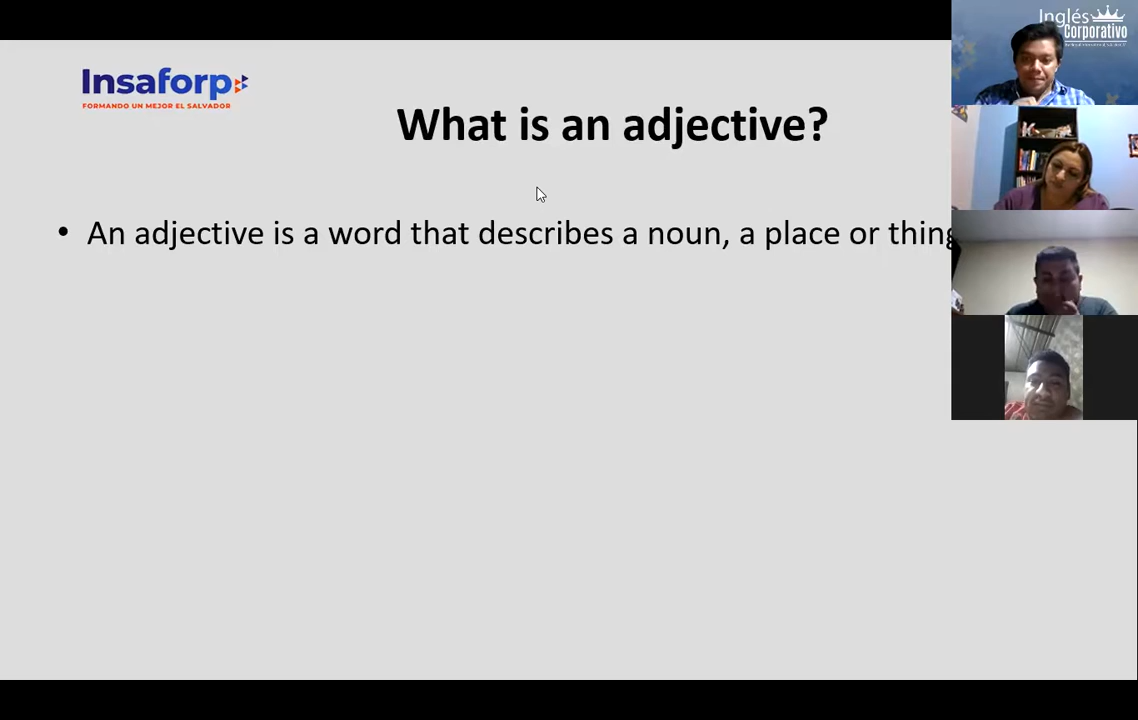 Insaforp
FORMANDO UN MEJOR EL SALVADOR
What is an adjective?
• An adjective is a word that describes a noun, a place or thing
Inglés
Corporativo